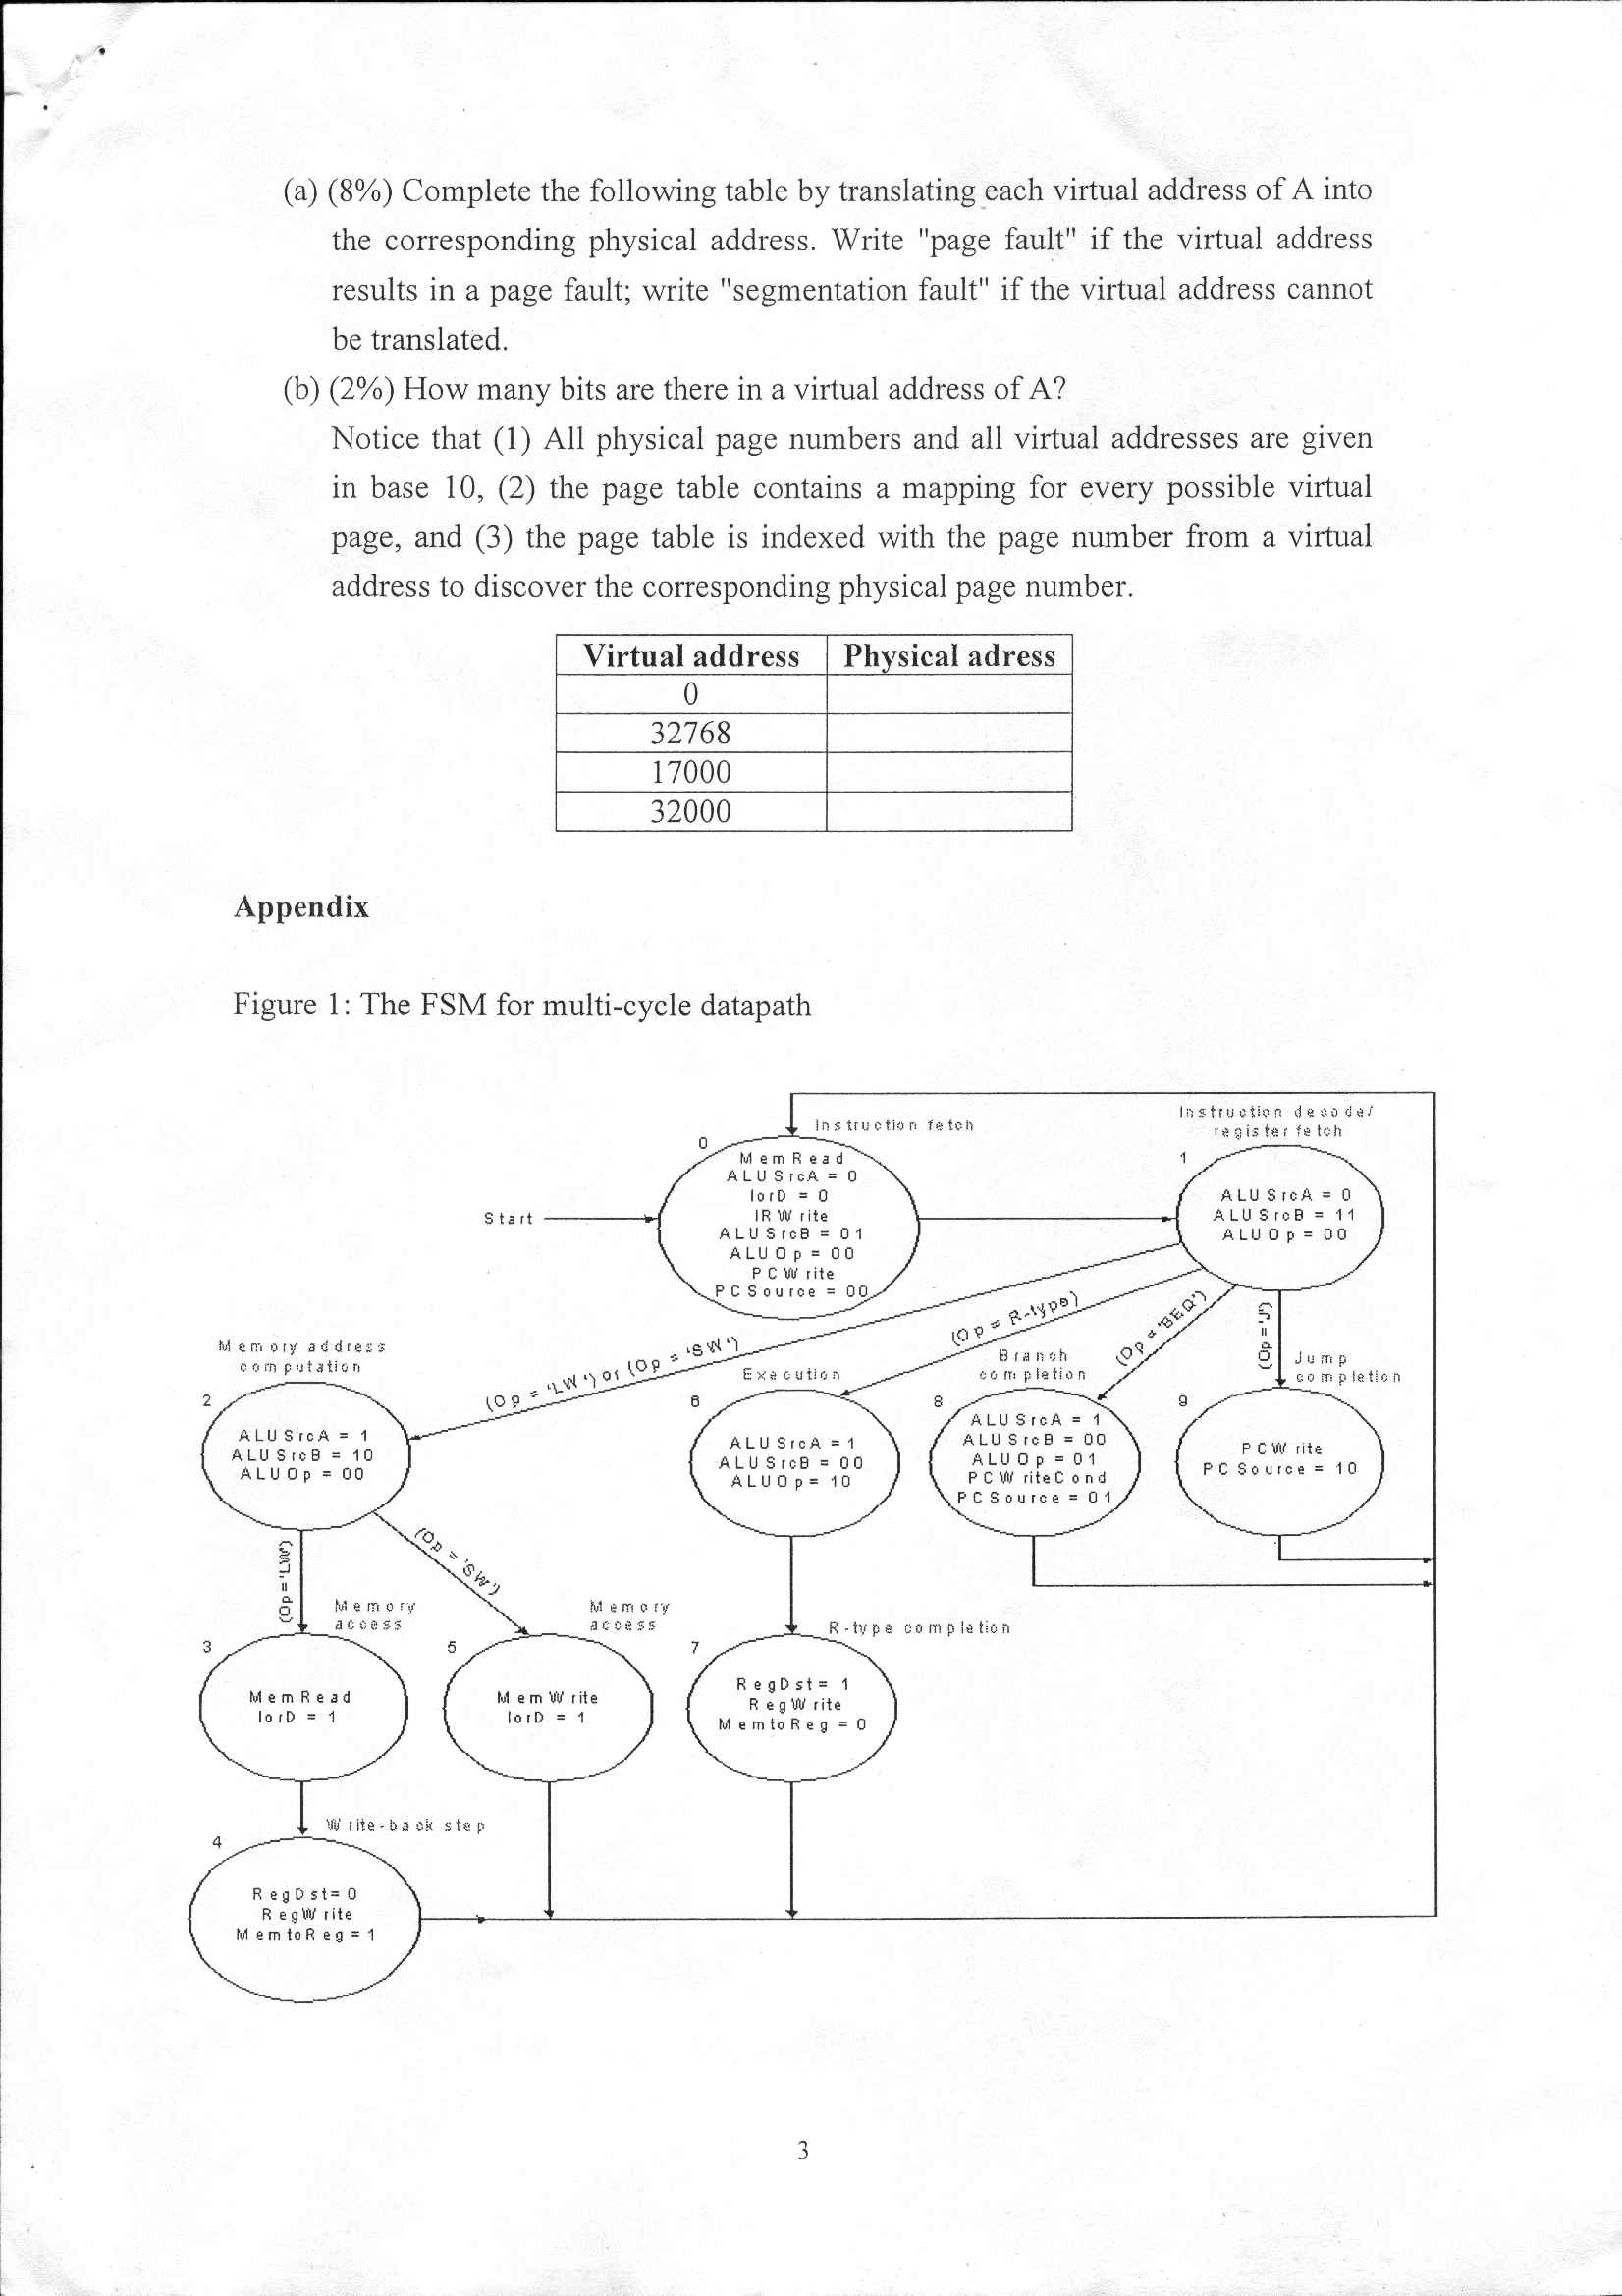 (a) (8%) Complete the following table by translating each virtual address of A into
the corresponding physical address. Write "page fault" if the virtual address
results in a page fault; write "segmentation fault" if the virtual address cannot
be translated.
(b) (2%) How many bits are there in a virtual address of A?
Notice that (1) All physical page numbers and all virtual addresses are given
in base 10, (2) the page table contains a mapping for every possible virtual
page, and (3) the page table is indexed with the page number from a virtual
address to discover the corresponding physical page number.
Virtual address Physical adress
0
32768
17000
32000
Appendix
Figure 1: The FSM for multi-cycle datapath
Instruction fetch
Instruction decode/
register fetch
0
MemRead
ALUSrcA = 0
IorD = 0
IRWrite
ALUSrcB = 01
ALUOp = 00
PCWrite
PCSource = 00
1
ALUSrcA = 0
ALUSrcB = 11
ALUOp = 00
Start
(Op = 'LW') or (Op = 'SW')
(Op = R-type)
(Op = 'BEQ')
(Op = 'J')
Memory address
computation
2
ALUSrcA = 1
ALUSrcB = 10
ALUOp = 00
Execution
6
ALUSrcA = 1
ALUSrcB = 00
ALUOp = 10
Branch
completion
8
ALUSrcA = 1
ALUSrcB = 00
ALUOp = 01
PCWriteCond
PCSource = 01
Jump
completion
9
PCWrite
PCSource = 10
(Op = 'LW')
(Op = 'SW')
Memory
access
3
MemRead
IorD = 1
Memory
access
5
MemWrite
IorD = 1
R-type completion
7
RegDst = 1
RegWrite
MemtoReg = 0
Write-back step
4
RegDst = 0
RegWrite
MemtoReg = 1
3